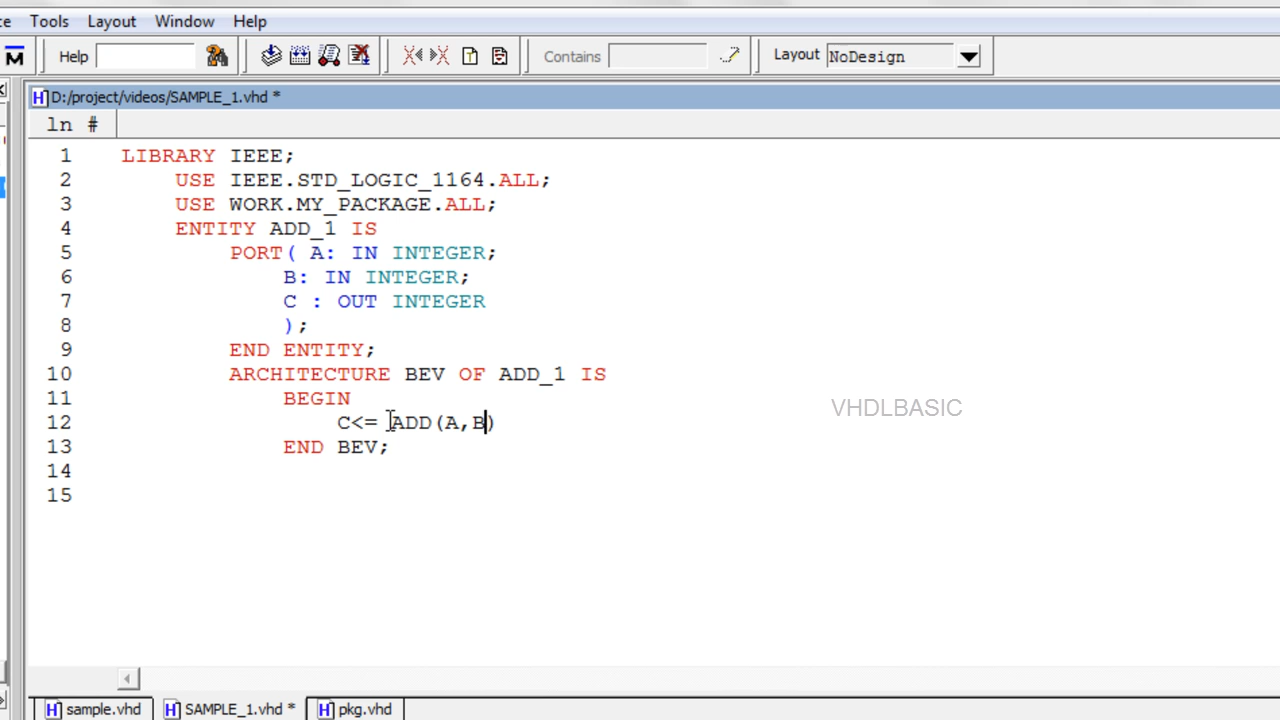 Tools Layout Window Help
M Help Contains Layout NoDesign
H D:/project/videos/SAMPLE_1.vhd *
ln #
1 LIBRARY IEEE;
2 USE IEEE.STD_LOGIC_1164.ALL;
3 USE WORK.MY_PACKAGE.ALL;
4 ENTITY ADD_1 IS
5 PORT( A: IN INTEGER;
6 B: IN INTEGER;
7 C : OUT INTEGER
8 );
9 END ENTITY;
10 ARCHITECTURE BEV OF ADD_1 IS
11 BEGIN
VHDLBASIC
12 C<= ADD(A,B)
13 END BEV;
14
15
H sample.vhd H SAMPLE_1.vhd * H pkg.vhd